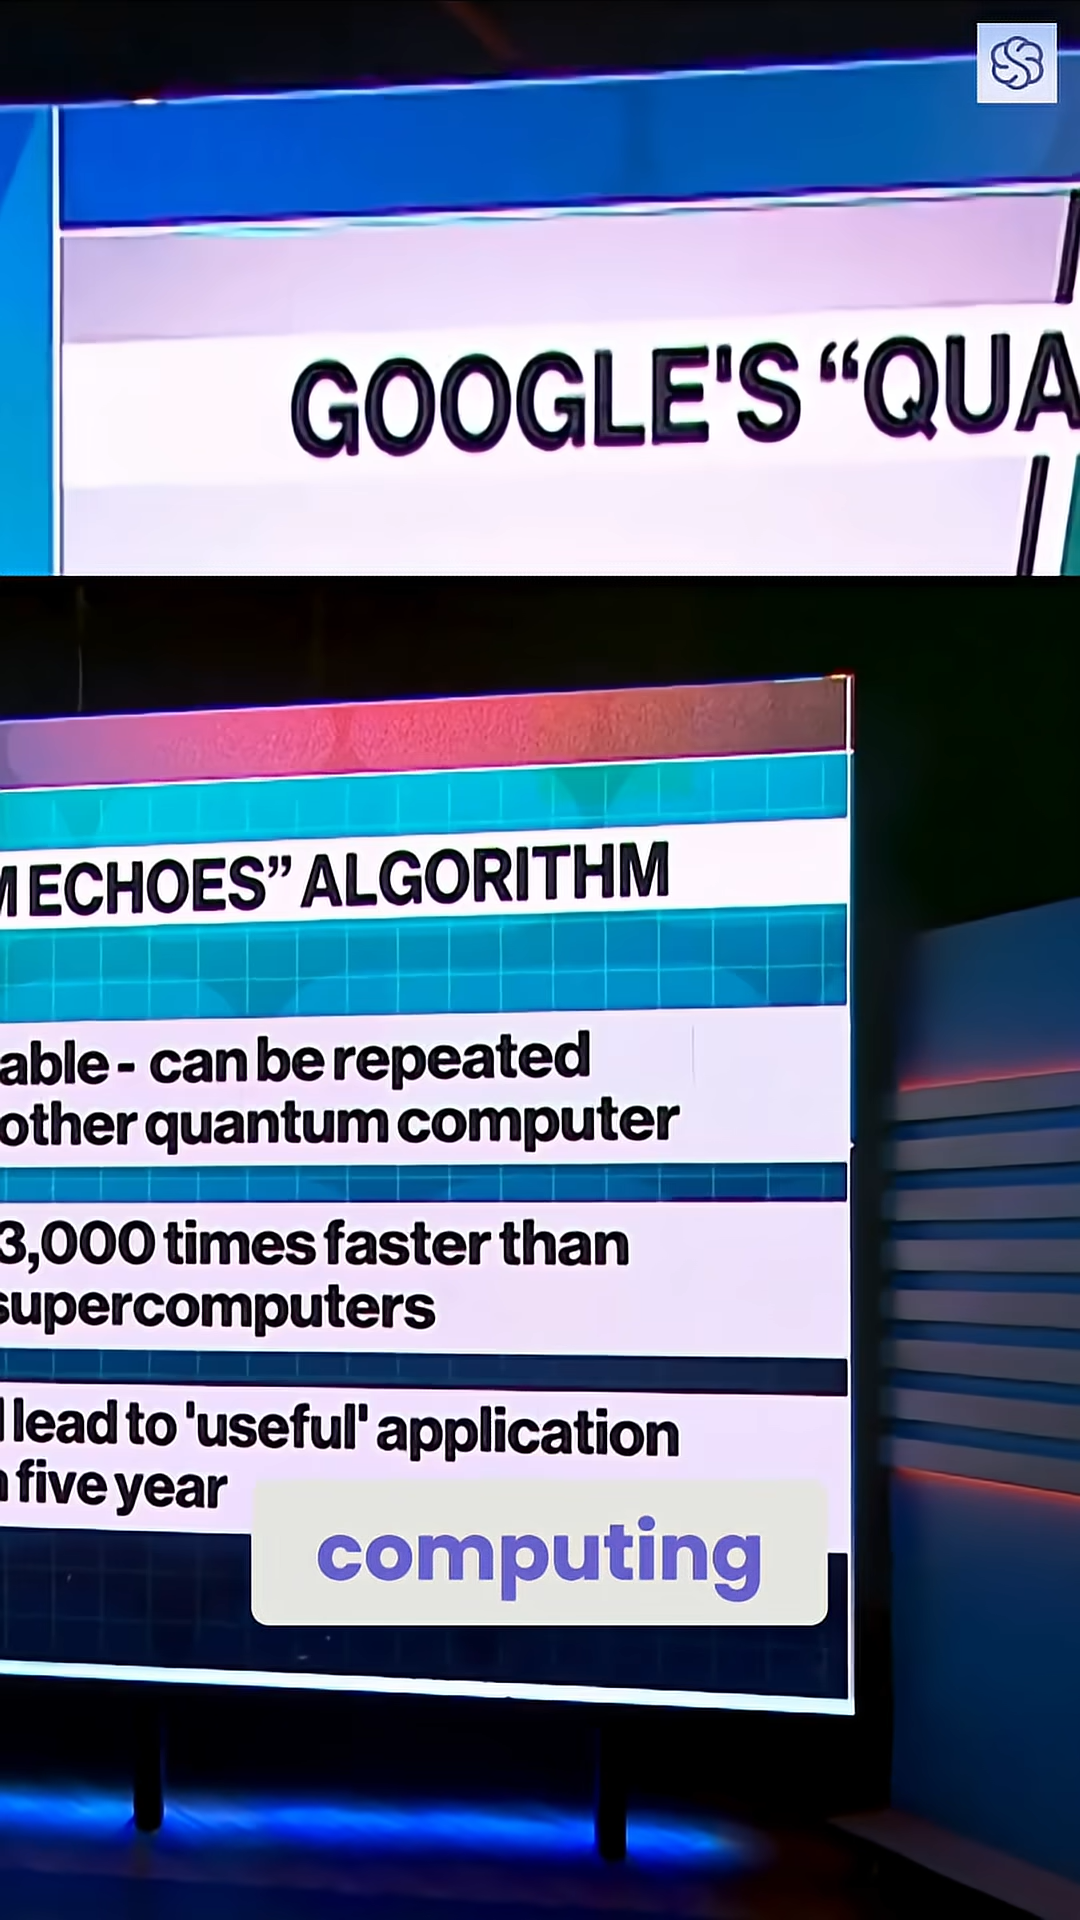 GOOGLE'S “QUA
M ECHOES” ALGORITHM
able - can be repeated
other quantum computer
3,000 times faster than
supercomputers
lead to 'useful' application
five year
computing